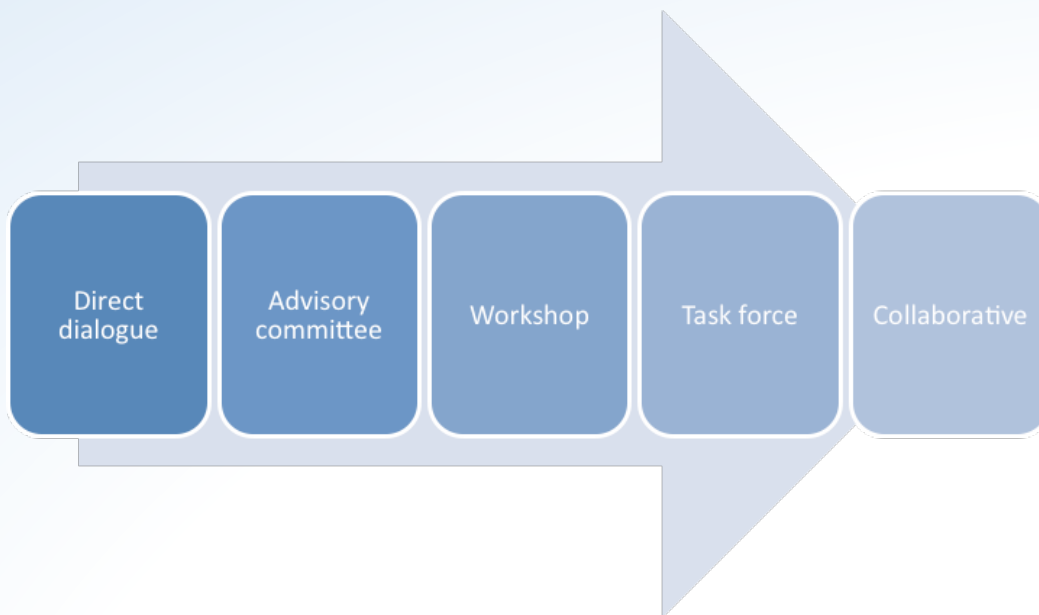 Direct
dialogue
Advisory
committee
Workshop
Task force
Collaborative